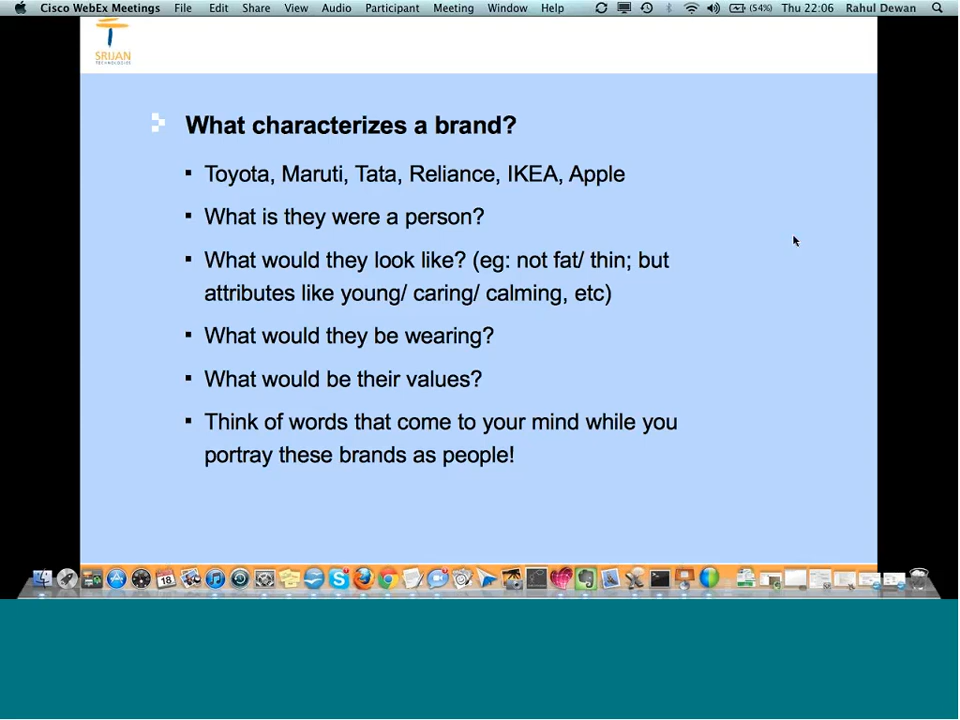 Cisco WebEx Meetings File Edit Share View Audio Participant Meeting Window Help (54%) Thu 22:06 Rahul Dewan
SRIJAN
TECHNOLOGIES
What characterizes a brand?
▪ Toyota, Maruti, Tata, Reliance, IKEA, Apple
▪ What is they were a person?
▪ What would they look like? (eg: not fat/ thin; but
attributes like young/ caring/ calming, etc)
▪ What would they be wearing?
▪ What would be their values?
▪ Think of words that come to your mind while you
portray these brands as people!
18